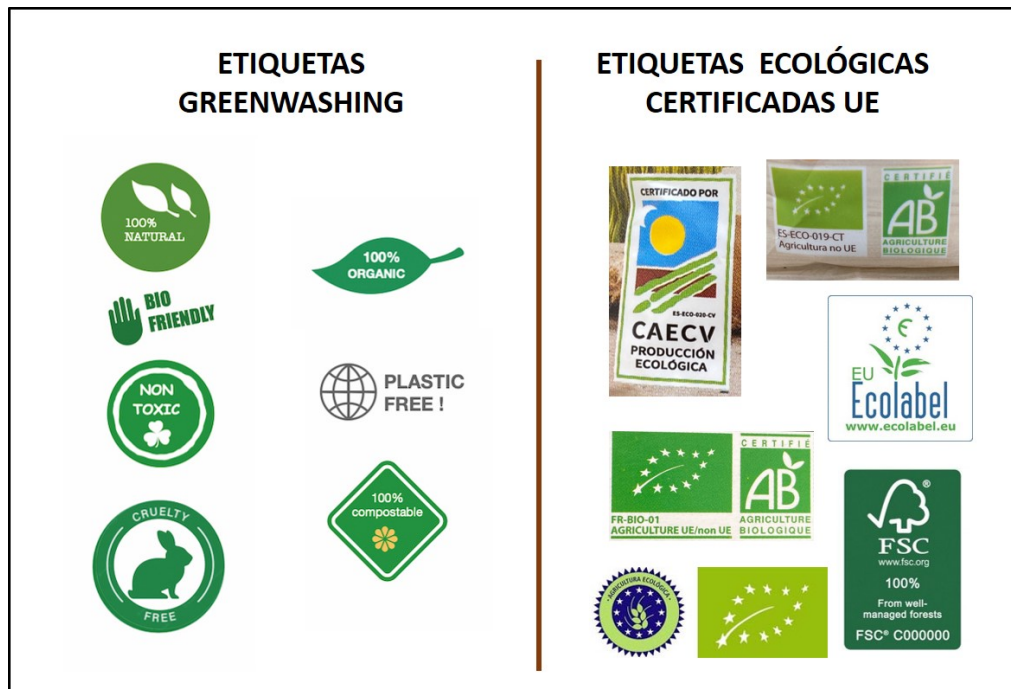 ETIQUETAS
GREENWASHING
100%
NATURAL
BIO
FRIENDLY
NON
TOXIC
CRUELTY
FREE
100%
ORGANIC
PLASTIC
FREE !
100%
compostable
ETIQUETAS ECOLÓGICAS
CERTIFICADAS UE
CERTIFICADO POR
ES-ECO-020-CV
CAECV
PRODUCCIÓN
ECOLÓGICA
ES-ECO-019-CT
Agricultura no UE
CERTIFIÉ
AB
AGRICULTURE
BIOLOGIQUE
EU
Ecolabel
www.ecolabel.eu
FR-BIO-01
AGRICULTURE UE/non UE
CERTIFIÉ
AB
AGRICULTURE
BIOLOGIQUE
FSC
www.fsc.org
100%
From well-
managed forests
FSC® C000000
AGRICULTURA ECOLÓGICA